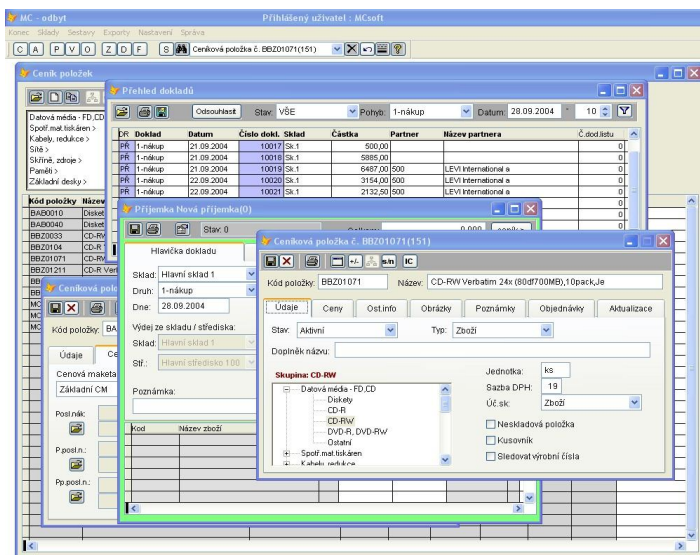 MC - odbyt Přihlášený uživatel : MCsoft
Konec Sklady Sestavy Exporty Nastavení Správa
C A P V O Z D F S Ceníková položka č. BBZ01071(151)
Ceník položek
Datová média - FD,CD
Spotř.mat.tiskáren >
Kabely, redukce >
Sítě >
Skříně, zdroje >
Paměti >
Základní desky >
Kód položky Název
BAB0010 Disket
BAB0040 Disket
BBZ0033 CD-RW
BBZ0104 CD-R
BBZ01071 CD-RW
BBZ01211 CD-R Verl
Přehled dokladů
Odsouhlasit Stav: VŠE Pohyb: 1-nákup Datum: 28.09.2004 * 10
DR Doklad Datum Číslo dokl. Sklad Částka Partner Název partnera Č.dod.listu
PŘ 1-nákup 21.09.2004 10017 Sk.1 500,00 0
PŘ 1-nákup 21.09.2004 10018 Sk.1 5885,00 0
PŘ 1-nákup 21.09.2004 10019 Sk.1 6487,00 500 LEVI International a 0
PŘ 1-nákup 22.09.2004 10020 Sk.1 3154,00 500 LEVI International a 0
PŘ 1-nákup 22.09.2004 10021 Sk.1 2132,50 500 LEVI International a 0
Příjemka Nová příjemka(0)
Stav: 0 0,000
Hlavička dokladu
Sklad: Hlavní sklad 1
Druh: 1-nákup
Dne: 28.09.2004
Výdej ze skladu / střediska:
Sklad: Hlavní sklad 1
Stř.: Hlavní středisko 100
Poznámka:
Kod Název zboží
Ceníková polo
Kód položky: BA
Údaje Ce
Cenová maketa
Základní CM
Posl.nák:
P.posl.n.:
Pp.posl.n.:
Ceníková položka č. BBZ01071(151)
+/- s/n IC
Kód položky: BBZ01071 Název: CD-RW Verbatim 24x (80df700MB),10pack,Je
Údaje Ceny Ost.info Obrázky Poznámky Objednávky Aktualizace
Stav: Aktivní Typ: Zboží
Doplněk názvu:
Skupina: CD-RW
Datová média - FD,CD
Diskety
CD-R
CD-RW
DVD-R, DVD-RW
Ostatní
Spotř.mat.tiskáren
Kabely, redukce
Jednotka: ks
Sazba DPH: 19
Úč.sk: Zboží
Neskladová položka
Kusovník
Sledovat výrobní čísla